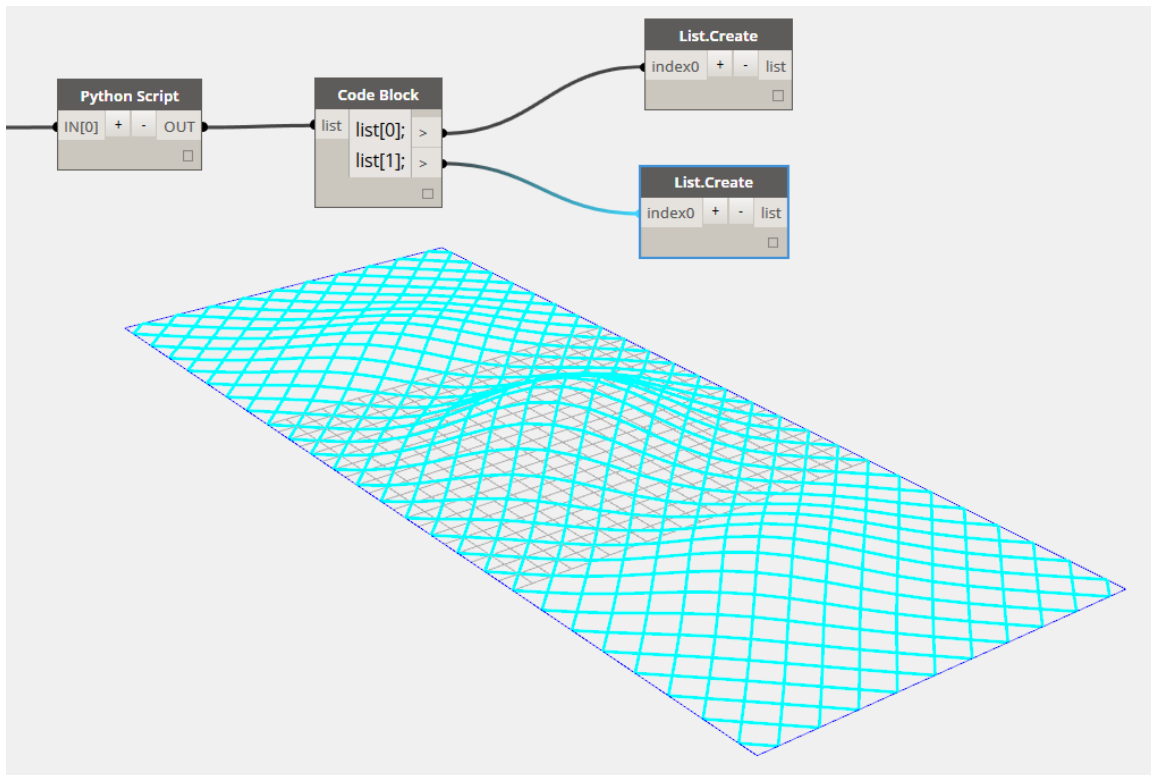 List.Create
index0 + - list
Python Script
IN[0] + - OUT
Code Block
list list[0]; >
list[1]; >
List.Create
index0 + - list